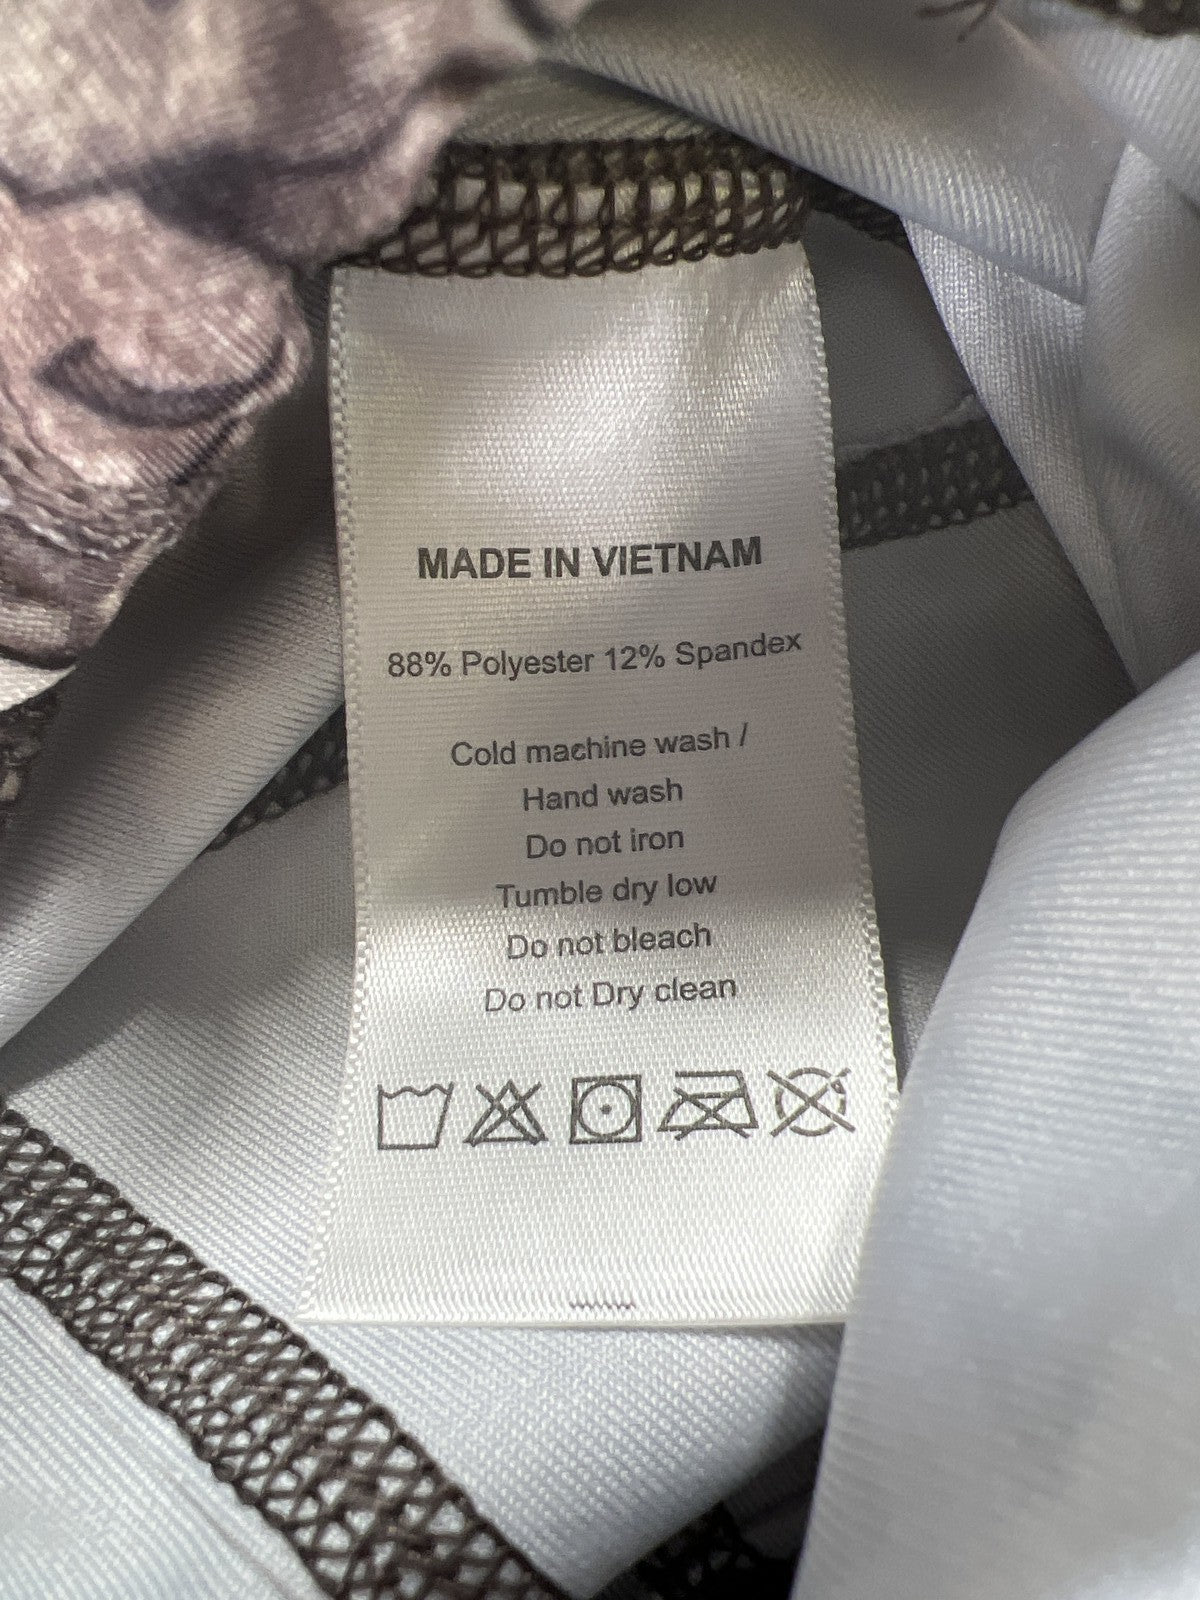 MADE IN VIETNAM
88% Polyester 12% Spandex
Cold machine wash /
Hand wash
Do not iron
Tumble dry low
Do not bleach
Do not Dry clean